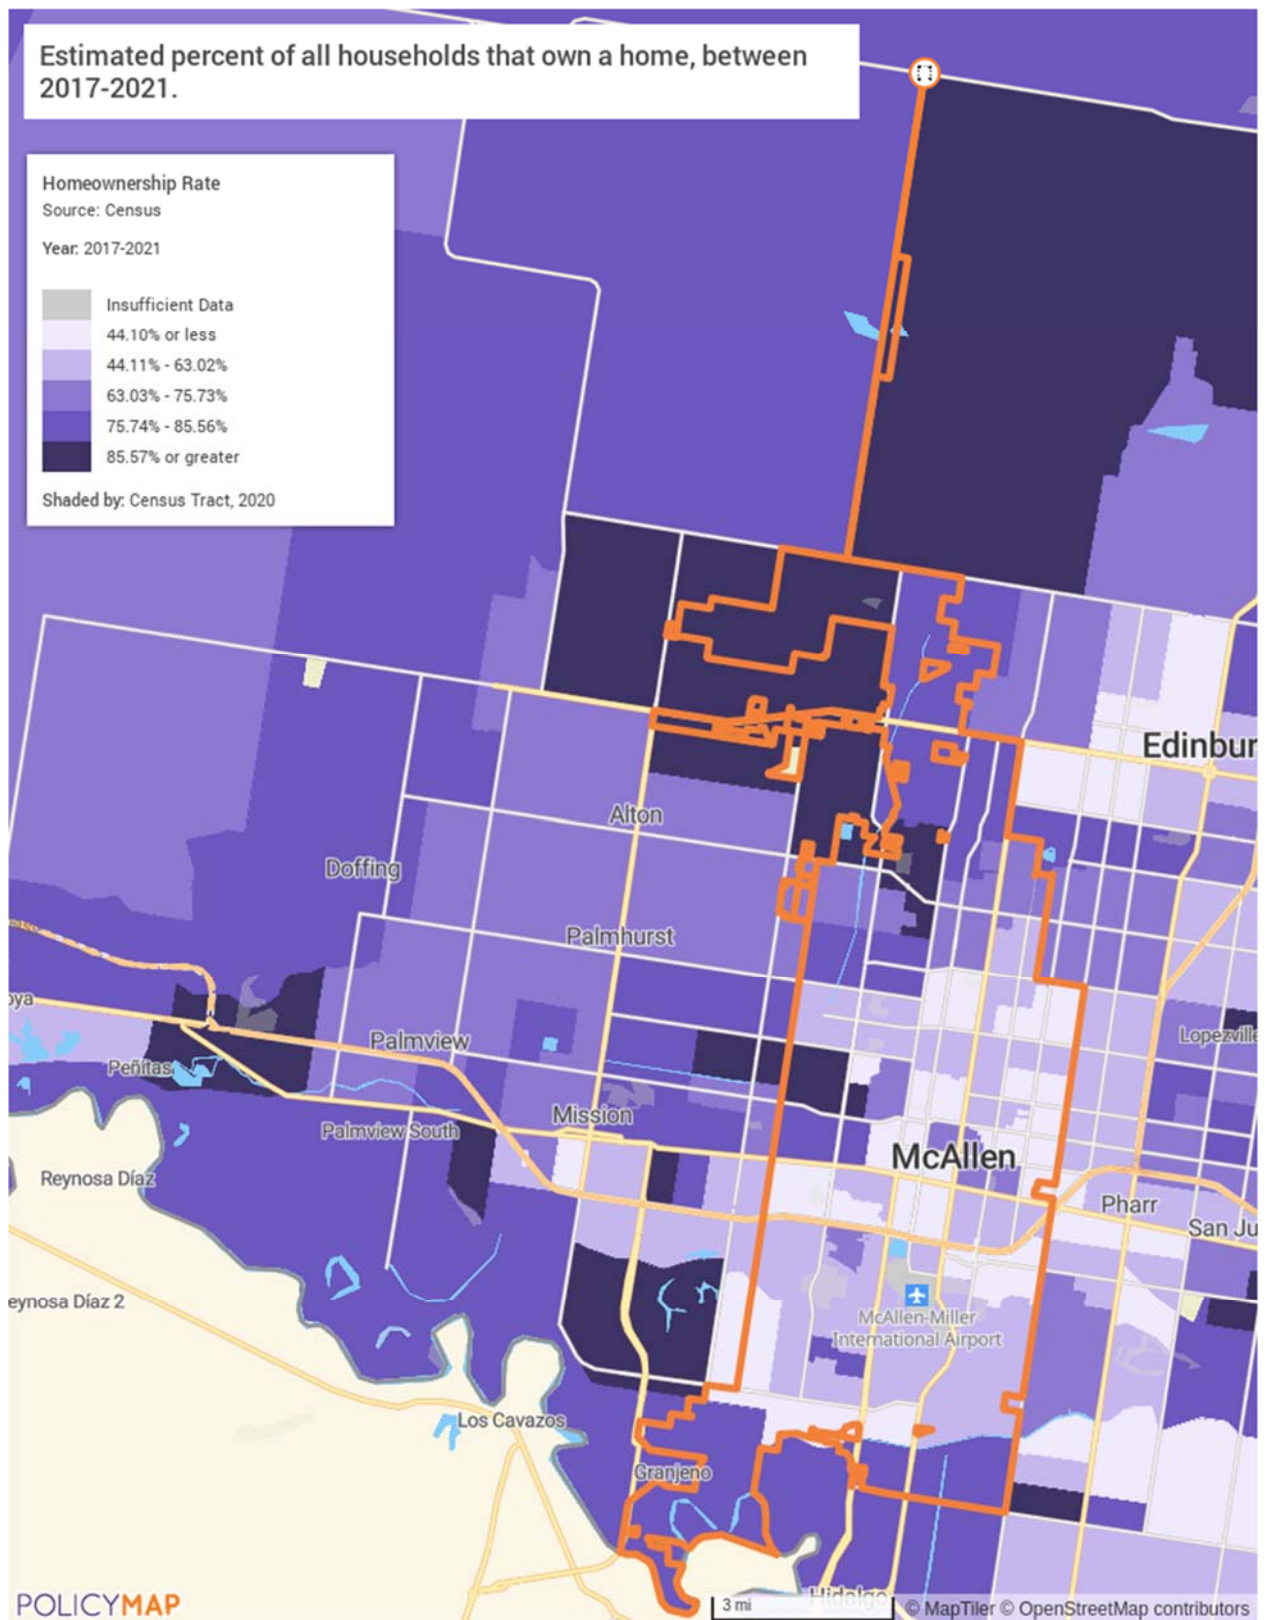 Estimated percent of all households that own a home, between
2017-2021.
Homeownership Rate
Source: Census
Year: 2017-2021
Insufficient Data
44.10% or less
44.11% - 63.02%
63.03% - 75.73%
75.74% - 85.56%
85.57% or greater
Shaded by: Census Tract, 2020
Edinbur
Alton
Doffing
Palmhurst
oya
Lopezville
Palmview
Peñitas
Mission
Palmview South
McAllen
Reynosa Díaz
Pharr
San Ju
eynosa Díaz 2
McAllen-Miller
International Airport
Los Cavazos
Granjeno
Hidalgo
POLICYMAP
3 mi
© MapTiler © OpenStreetMap contributors